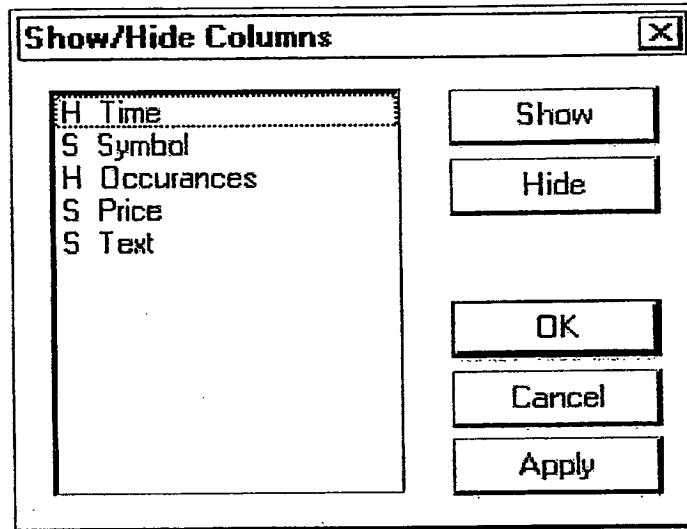 Show/Hide Columns
H Time
S Symbol
H Occurances
S Price
S Text
Show
Hide
OK
Cancel
Apply